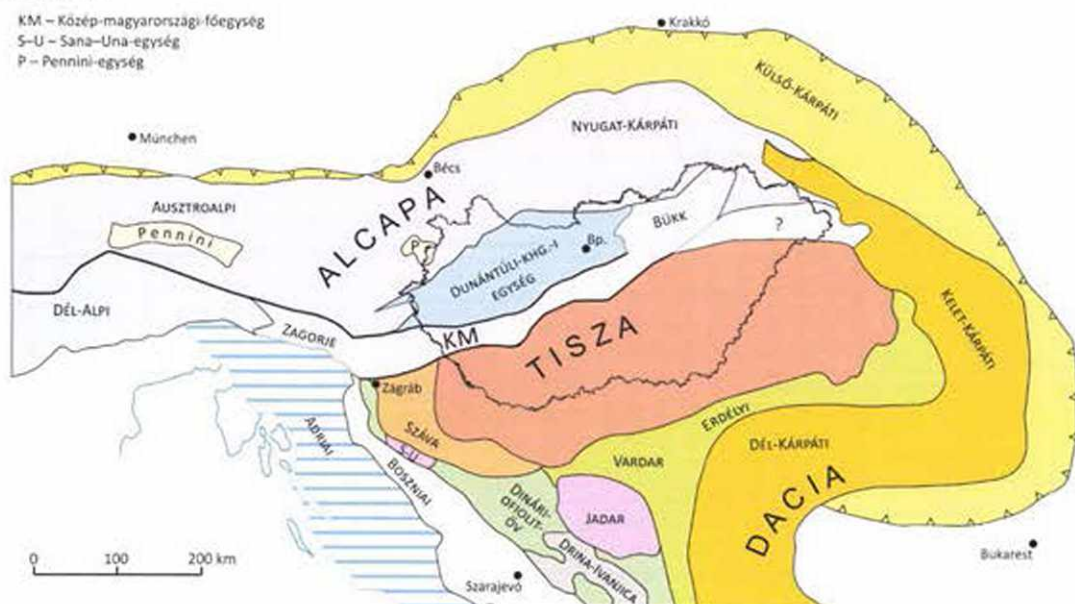 KM – Közép-magyarországi-főegység
S–U – Sana–Una-egység
P – Pennini-egység
Krakkó
KÜLSŐ-KÁRPÁTI
München
NYUGAT-KÁRPÁTI
Bécs
AUSZTROALPI
Pennini
ALCAPA
P
BÜKK
?
Bp.
DUNÁNTÚLI-KHG.-I
EGYSÉG
DÉL-ALPI
ZAGORJE
KM
TISZA
KELET-KÁRPÁTI
Zágráb
ERDÉLYI
SZÁVA
S-U
ADRIAI
BOSZNIAI
VARDAR
DÉL-KÁRPÁTI
DACIA
DINÁRI-
OFIOLIT-
ÖV
JADAR
DRINA-IVANJICA
0 100 200 km
Szarajevó
Bukarest